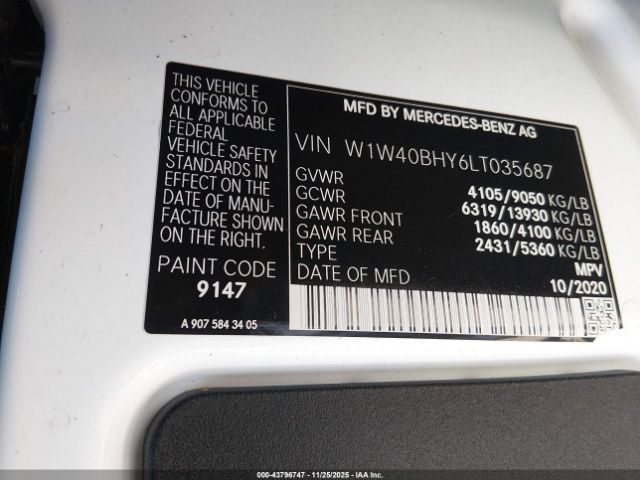 THIS VEHICLE
CONFORMS TO
ALL APPLICABLE
FEDERAL
VEHICLE SAFETY
STANDARDS IN
EFFECT ON THE
DATE OF MANU-
FACTURE SHOWN
ON THE RIGHT.
PAINT CODE
9147
A 907 584 34 05
MFD BY MERCEDES-BENZ AG
VIN W1W40BHY6LT035687
GVWR 4105/9050 KG/LB
GCWR 6319/13930 KG/LB
GAWR FRONT 1860/4100 KG/LB
GAWR REAR 2431/5360 KG/LB
TYPE MPV
DATE OF MFD 10/2020
000-43796747 - 11/25/2025 - IAA, Inc.